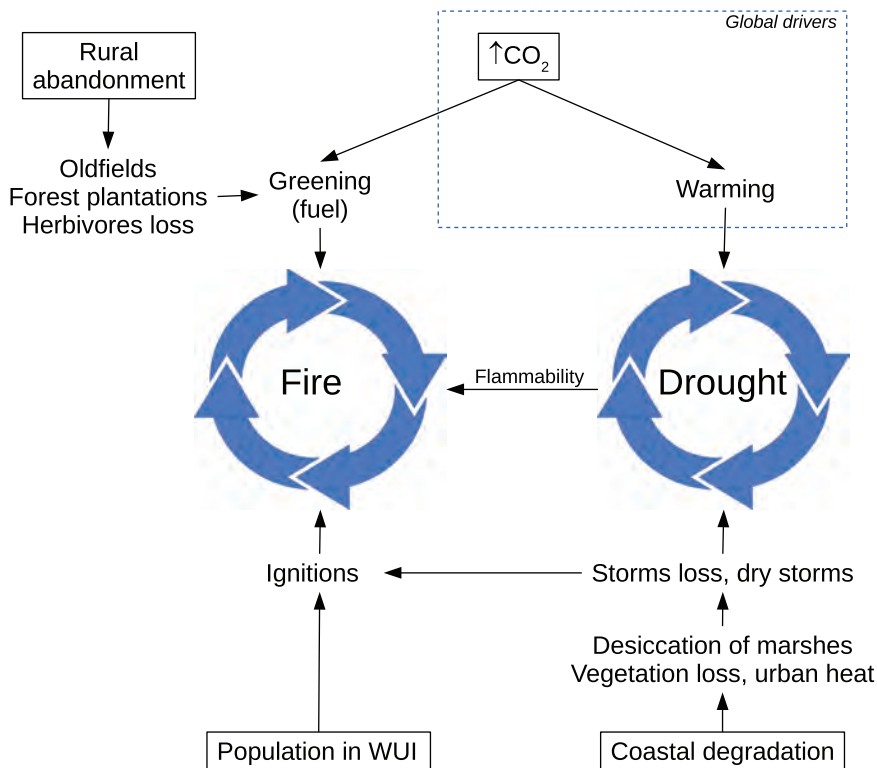 Global drivers
Rural
abandonment
↑CO₂
Oldfields
Forest plantations
Herbivores loss
Greening
(fuel)
Warming
Fire
Flammability
Drought
Ignitions
Storms loss, dry storms
Desiccation of marshes
Vegetation loss, urban heat
Population in WUI
Coastal degradation